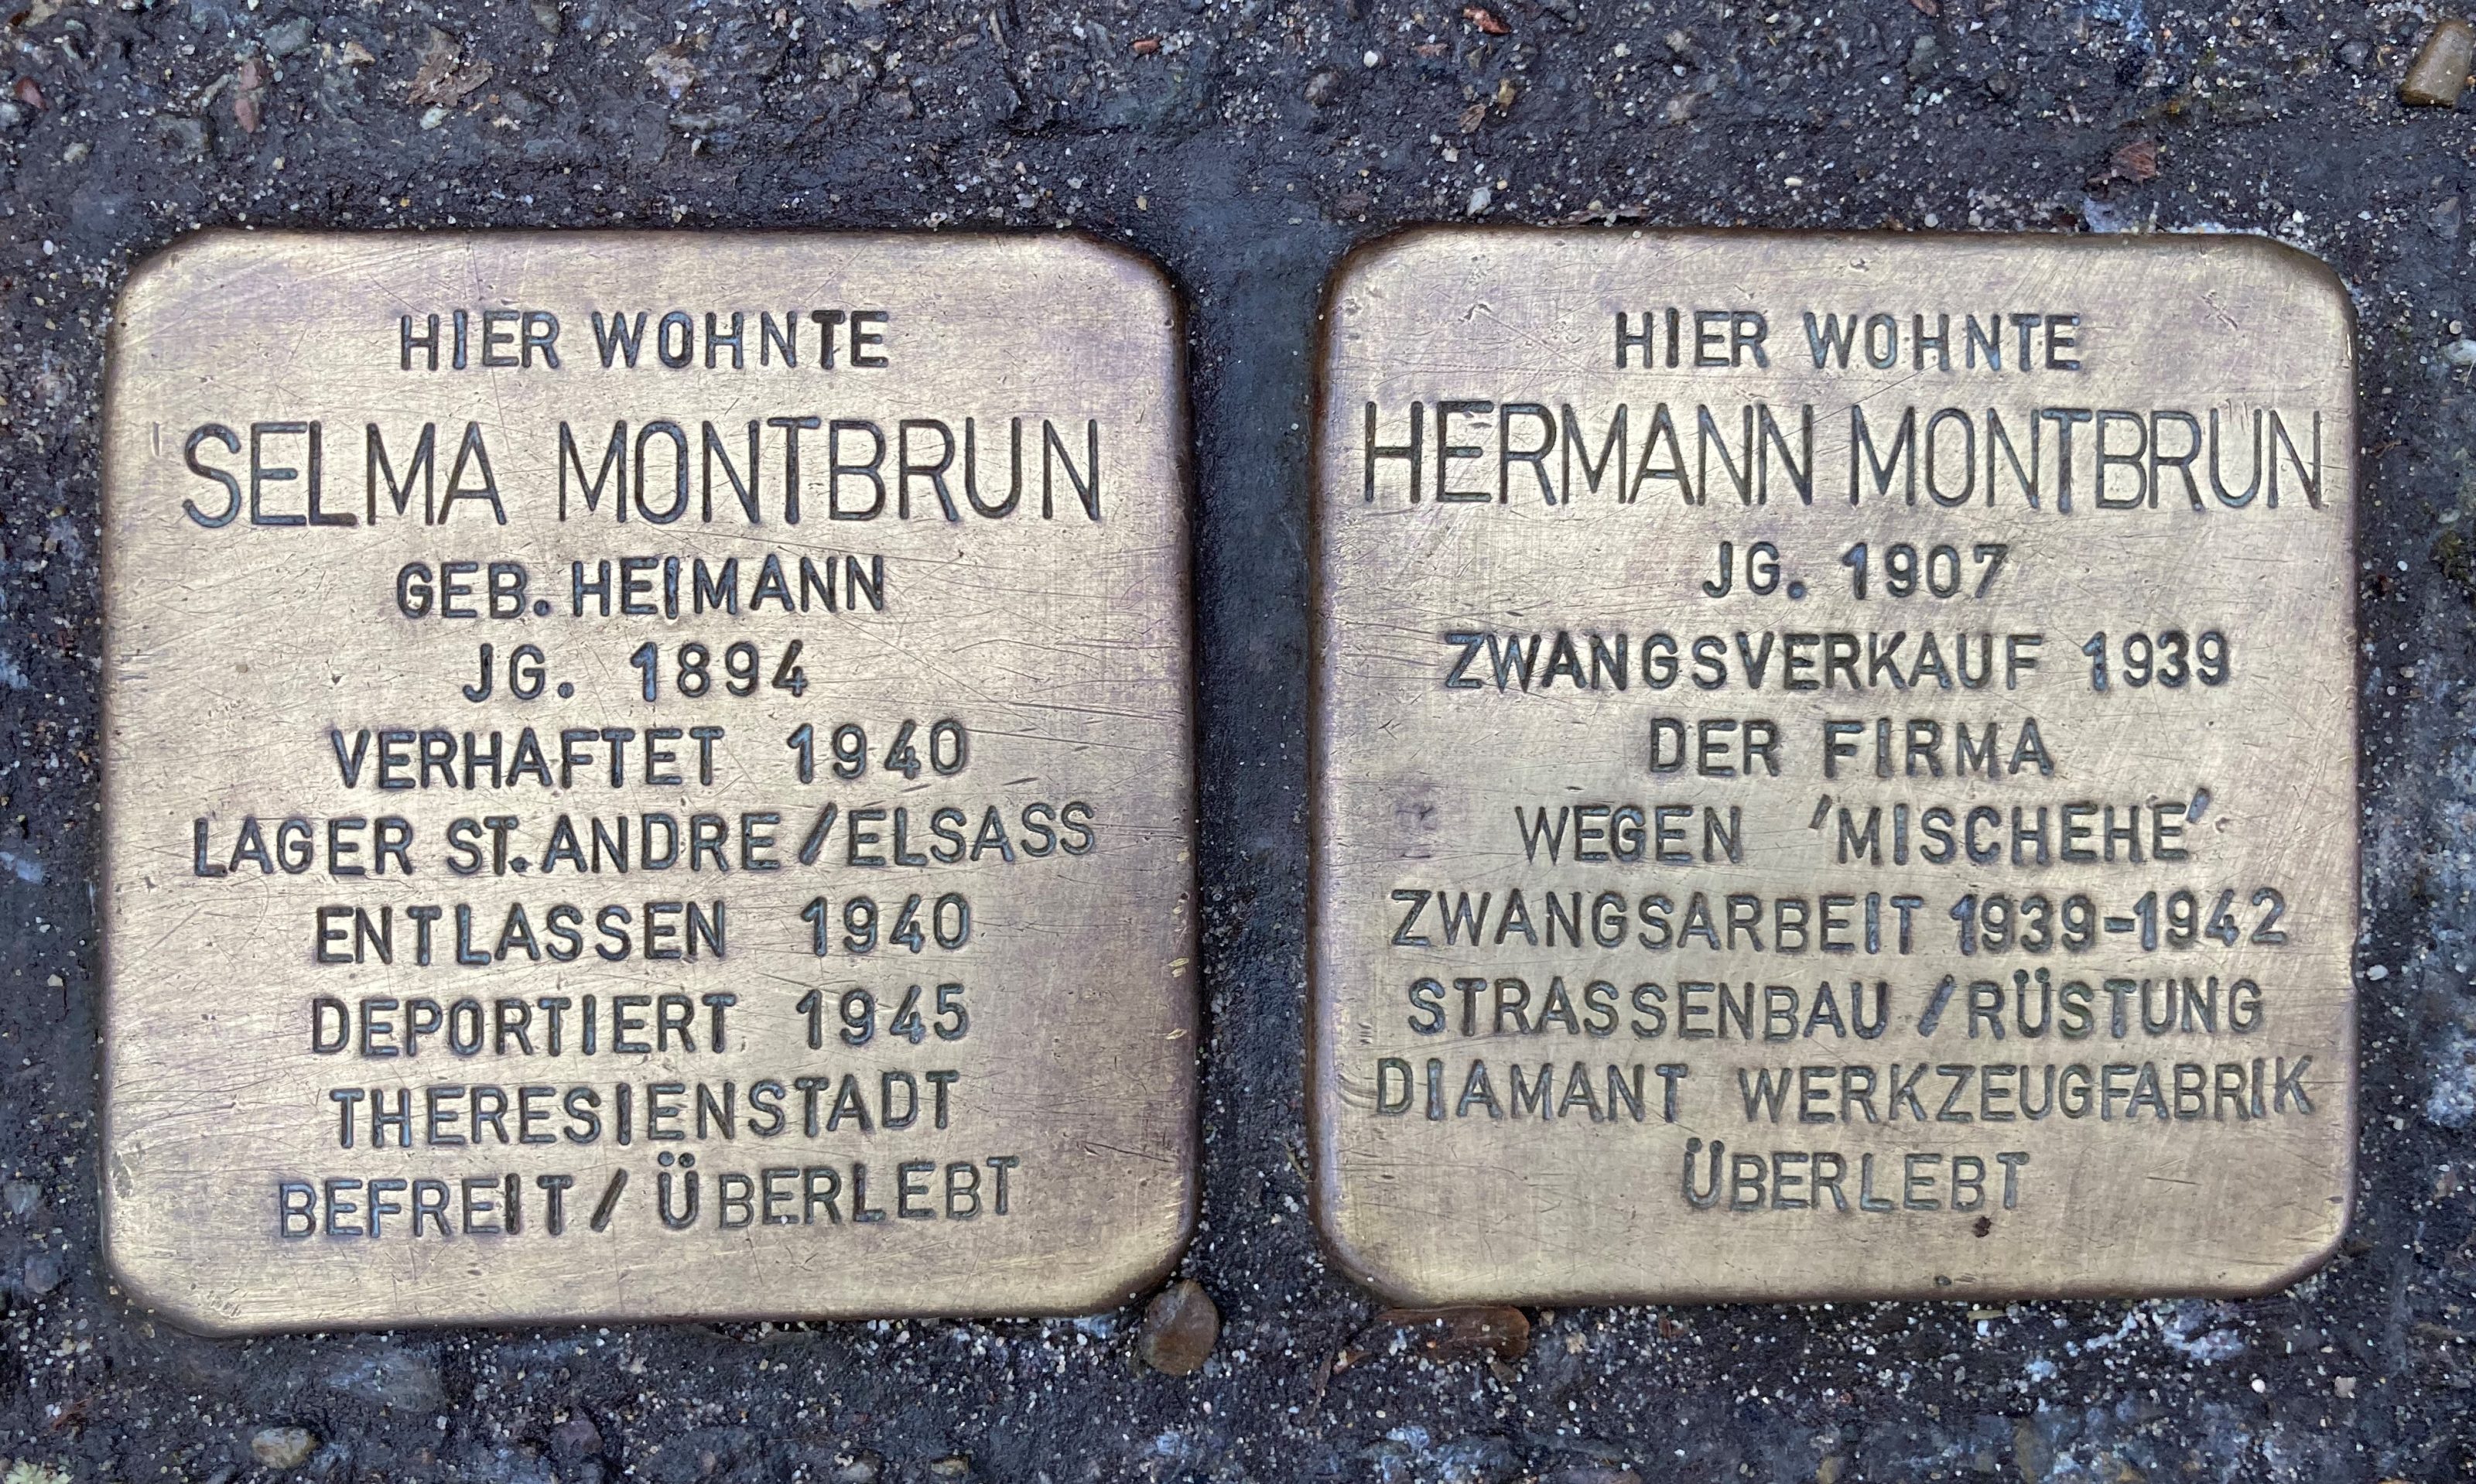 HIER WOHNTE
SELMA MONTBRUN
GEB. HEIMANN
JG. 1894
VERHAFTET 1940
LAGER ST. ANDRE / ELSASS
ENTLASSEN 1940
DEPORTIERT 1945
THERESIENSTADT
BEFREIT / ÜBERLEBT
HIER WOHNTE
HERMANN MONTBRUN
JG. 1907
ZWANGSVERKAUF 1939
DER FIRMA
WEGEN 'MISCHEHE'
ZWANGSARBEIT 1939-1942
STRASSENBAU / RÜSTUNG
DIAMANT WERKZEUGFABRIK
ÜBERLEBT